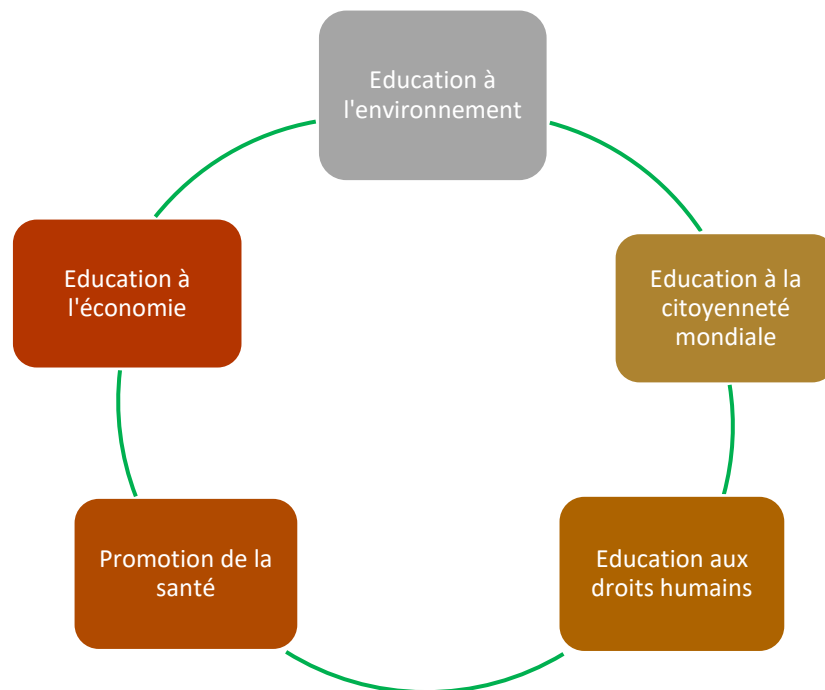 Education à
l'environnement
Education à
l'économie
Education à la
citoyenneté
mondiale
Promotion de la
santé
Education aux
droits humains